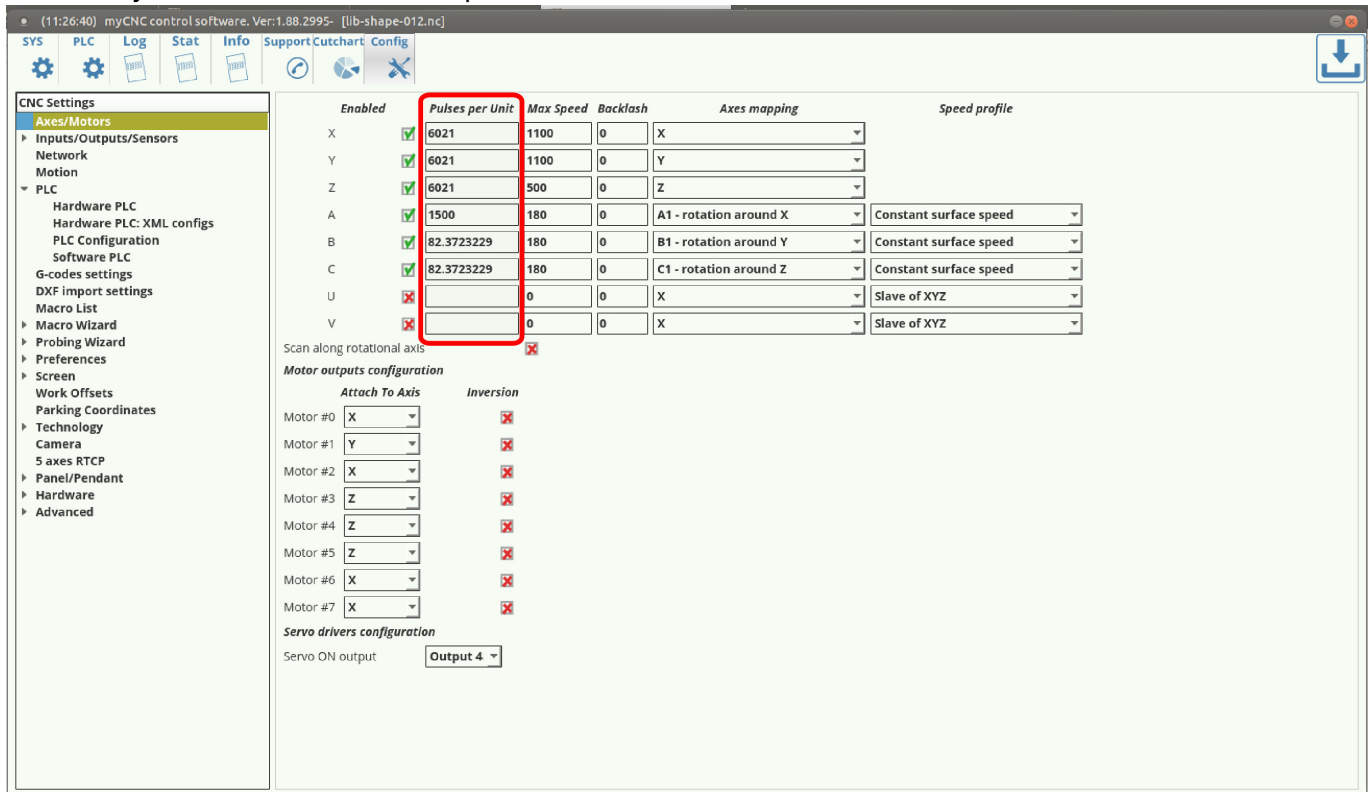 (11:26:40) myCNC control software. Ver:1.88.2995- [lib-shape-012.nc]
SYS PLC Log Stat Info Support Cutchart Config
CNC Settings
Axes/Motors
Inputs/Outputs/Sensors
Network
Motion
PLC
Hardware PLC
Hardware PLC: XML configs
PLC Configuration
Software PLC
G-codes settings
DXF import settings
Macro List
Macro Wizard
Probing Wizard
Preferences
Screen
Work Offsets
Parking Coordinates
Technology
Camera
5 axes RTCP
Panel/Pendant
Hardware
Advanced
Enabled Pulses per Unit Max Speed Backlash Axes mapping Speed profile
X 6021 1100 0 X
Y 6021 1100 0 Y
Z 6021 500 0 Z
A 1500 180 0 A1 - rotation around X Constant surface speed
B 82.3723229 180 0 B1 - rotation around Y Constant surface speed
C 82.3723229 180 0 C1 - rotation around Z Constant surface speed
U 0 0 X Slave of XYZ
V 0 0 X Slave of XYZ
Scan along rotational axis
Motor outputs configuration
Attach To Axis Inversion
Motor #0 X
Motor #1 Y
Motor #2 X
Motor #3 Z
Motor #4 Z
Motor #5 Z
Motor #6 X
Motor #7 X
Servo drivers configuration
Servo ON output Output 4